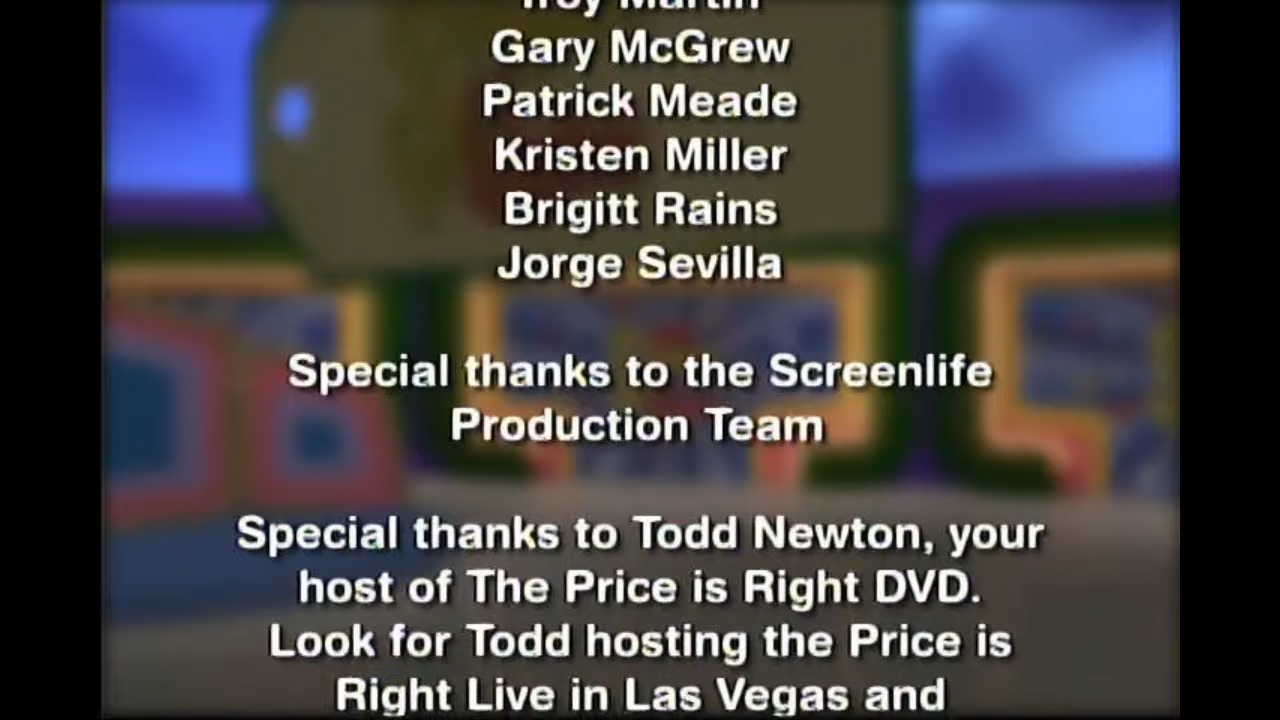 Troy Martin
Gary McGrew
Patrick Meade
Kristen Miller
Brigitt Rains
Jorge Sevilla
Special thanks to the Screenlife
Production Team
Special thanks to Todd Newton, your
host of The Price is Right DVD.
Look for Todd hosting the Price is
Right Live in Las Vegas and